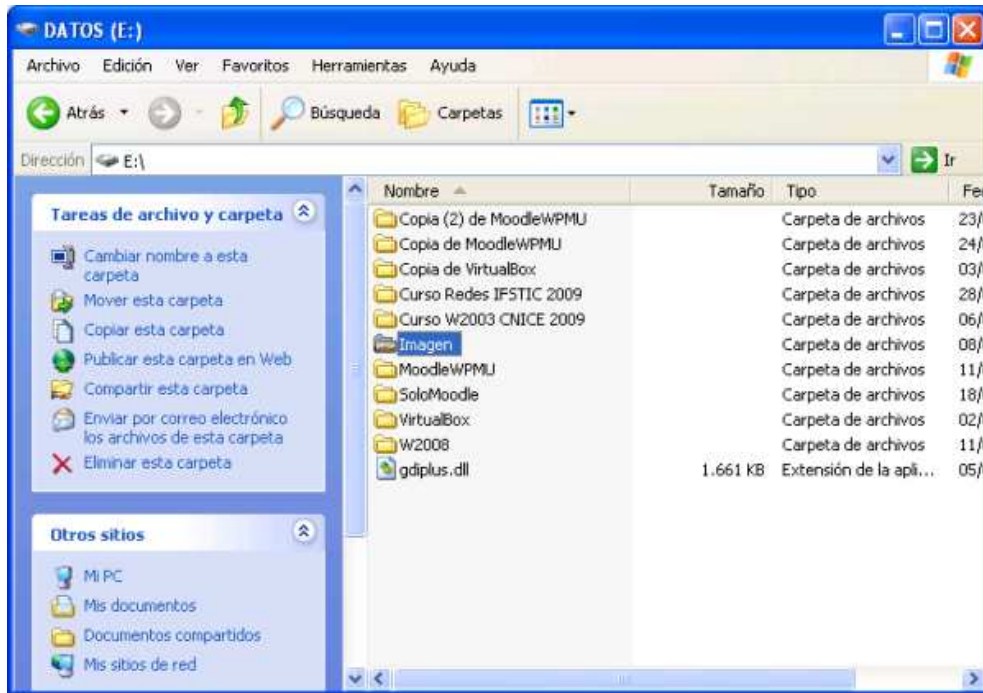 DATOS (E:)
Archivo Edición Ver Favoritos Herramientas Ayuda
Atrás Búsqueda Carpetas
Dirección E:\ Ir
Tareas de archivo y carpeta
Cambiar nombre a esta
carpeta
Mover esta carpeta
Copiar esta carpeta
Publicar esta carpeta en Web
Compartir esta carpeta
Enviar por correo electrónico
los archivos de esta carpeta
Eliminar esta carpeta
Otros sitios
Mi PC
Mis documentos
Documentos compartidos
Mis sitios de red
Nombre Tamaño Tipo Fe
Copia (2) de MoodleWPMU Carpeta de archivos 23/
Copia de MoodleWPMU Carpeta de archivos 24/
Copia de VirtualBox Carpeta de archivos 03/
Curso Redes IFSTIC 2009 Carpeta de archivos 28/
Curso W2003 CNICE 2009 Carpeta de archivos 06/
Imagen Carpeta de archivos 08/
MoodleWPMU Carpeta de archivos 11/
SoloMoodle Carpeta de archivos 18/
VirtualBox Carpeta de archivos 02/
W2008 Carpeta de archivos 11/
gdiplus.dll 1.661 KB Extensión de la apli... 05/